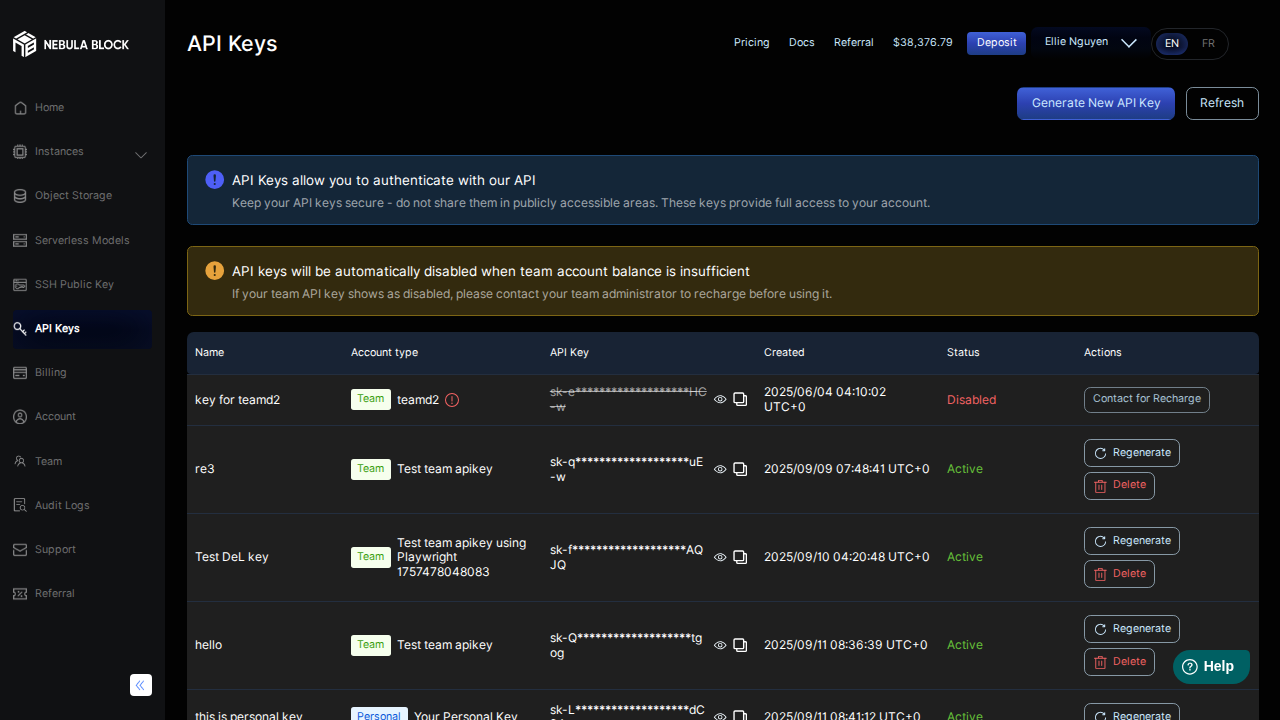 NEBULA BLOCK
API Keys
Pricing
Docs
Referral
$38,376.79
Deposit
Ellie Nguyen
EN
FR
Home
Instances
Object Storage
Serverless Models
SSH Public Key
API Keys
Billing
Account
Team
Audit Logs
Support
Referral
Generate New API Key
Refresh
API Keys allow you to authenticate with our API
Keep your API keys secure - do not share them in publicly accessible areas. These keys provide full access to your account.
API keys will be automatically disabled when team account balance is insufficient
If your team API key shows as disabled, please contact your team administrator to recharge before using it.
Name
Account type
API Key
Created
Status
Actions
key for teamd2
Team
teamd2
sk-e*******************HC
-w
2025/06/04 04:10:02
UTC+0
Disabled
Contact for Recharge
re3
Team
Test team apikey
sk-q*******************uE
-w
2025/09/09 07:48:41 UTC+0
Active
Regenerate
Delete
Test DeL key
Team
Test team apikey using
Playwright
1757478048083
sk-f*******************AQ
JQ
2025/09/10 04:20:48 UTC+0
Active
Regenerate
Delete
hello
Team
Test team apikey
sk-Q*******************tg
og
2025/09/11 08:36:39 UTC+0
Active
Regenerate
Delete
Help
this is personal key
Personal
Your Personal Key
sk-L*******************dC
2025/09/11 08:41:12 UTC+0
Active
Regenerate